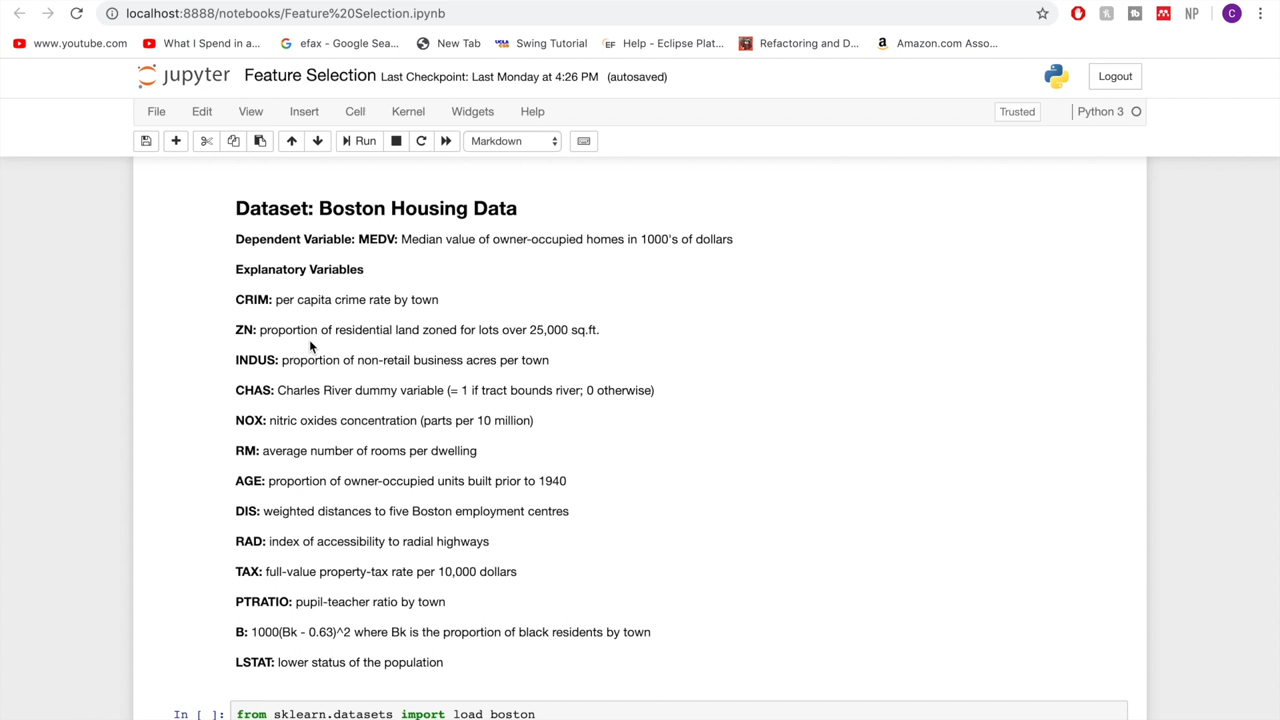 localhost:8888/notebooks/Feature%20Selection.ipynb
C
www.youtube.com
What I Spend in a...
efax - Google Sea...
New Tab
Swing Tutorial
EF Help - Eclipse Plat...
Refactoring and D...
Amazon.com Asso...
NP
jupyter Feature Selection Last Checkpoint: Last Monday at 4:26 PM (autosaved)
Logout
File Edit View Insert Cell Kernel Widgets Help
Trusted
Python 3
Run
Markdown
Dataset: Boston Housing Data
Dependent Variable: MEDV: Median value of owner-occupied homes in 1000's of dollars
Explanatory Variables
CRIM: per capita crime rate by town
ZN: proportion of residential land zoned for lots over 25,000 sq.ft.
INDUS: proportion of non-retail business acres per town
CHAS: Charles River dummy variable (= 1 if tract bounds river; 0 otherwise)
NOX: nitric oxides concentration (parts per 10 million)
RM: average number of rooms per dwelling
AGE: proportion of owner-occupied units built prior to 1940
DIS: weighted distances to five Boston employment centres
RAD: index of accessibility to radial highways
TAX: full-value property-tax rate per 10,000 dollars
PTRATIO: pupil-teacher ratio by town
B: 1000(Bk - 0.63)^2 where Bk is the proportion of black residents by town
LSTAT: lower status of the population
In [ ]: from sklearn.datasets import load_boston